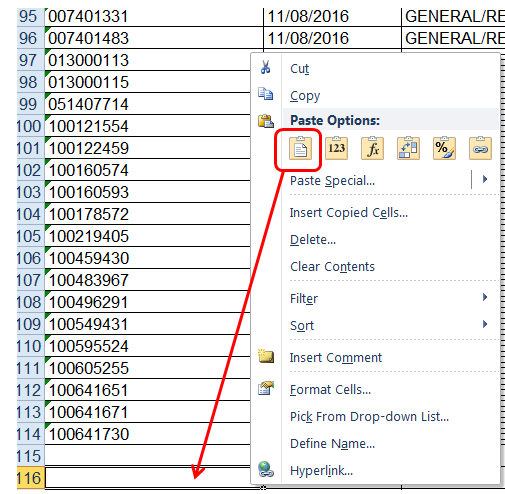 95 007401331 11/08/2016 GENERAL/RE
96 007401483 11/08/2016 GENERAL/RE
97 013000113
98 013000115
99 051407714
100 100121554
101 100122459
102 100160574
103 100160593
104 100178572
105 100219405
106 100459430
107 100483967
108 100496291
109 100549431
110 100595524
111 100605255
112 100641651
113 100641671
114 100641730
115
116
Cut
Copy
Paste Options:
123 fx %
Paste Special...
Insert Copied Cells...
Delete...
Clear Contents
Filter
Sort
Insert Comment
Format Cells...
Pick From Drop-down List...
Define Name...
Hyperlink...